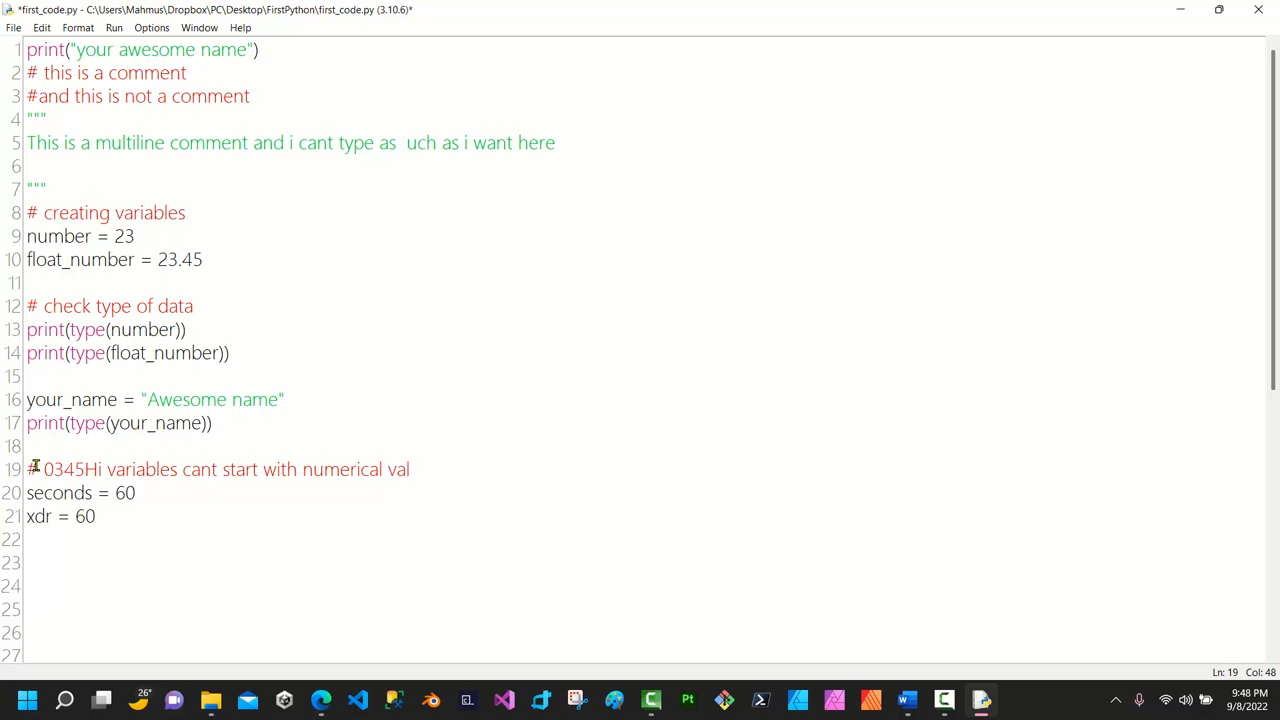 *first_code.py - C:\Users\Mahmus\Dropbox\PC\Desktop\FirstPython\first_code.py (3.10.6)*
File Edit Format Run Options Window Help
1 print("your awesome name")
2 # this is a comment
3 #and this is not a comment
4 """
5 This is a multiline comment and i cant type as  uch as i want here
6
7 """
8 # creating variables
9 number = 23
10 float_number = 23.45
11
12 # check type of data
13 print(type(number))
14 print(type(float_number))
15
16 your_name = "Awesome name"
17 print(type(your_name))
18
19 # 0345Hi variables cant start with numerical val
20 seconds = 60
21 xdr = 60
22
23
24
25
26
27
Ln: 19 Col: 48
26°
Pt
9:48 PM
9/8/2022